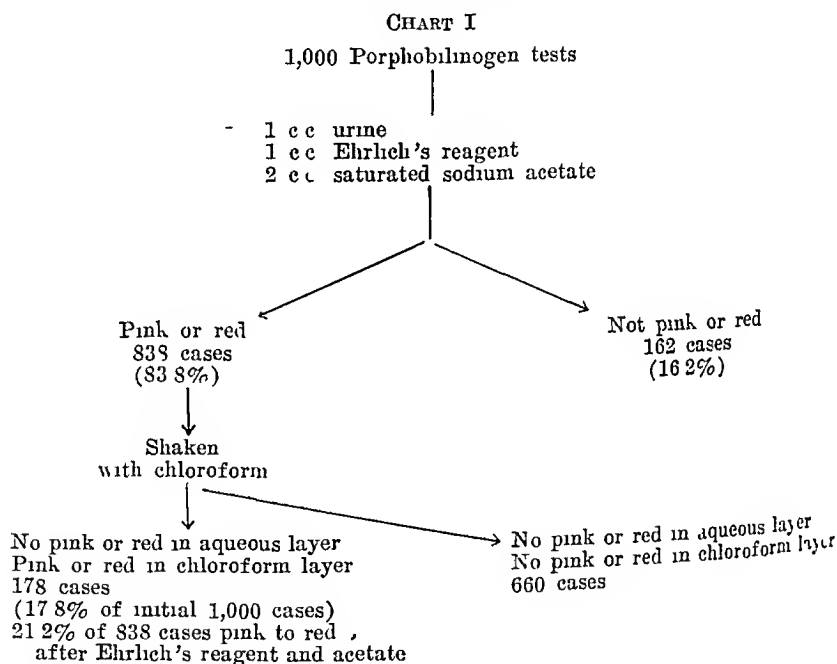 CHART I
1,000 Porphobilinogen tests
1 cc urine
1 cc Ehrlich's reagent
2 cc saturated sodium acetate
Pink or red
838 cases
(83 8%)
Not pink or red
162 cases
(16 2%)
Shaken
with chloroform
No pink or red in aqueous layer
Pink or red in chloroform layer
178 cases
(17 8% of initial 1,000 cases)
21 2% of 838 cases pink to red
after Ehrlich's reagent and acetate
No pink or red in aqueous layer
No pink or red in chloroform layer
660 cases